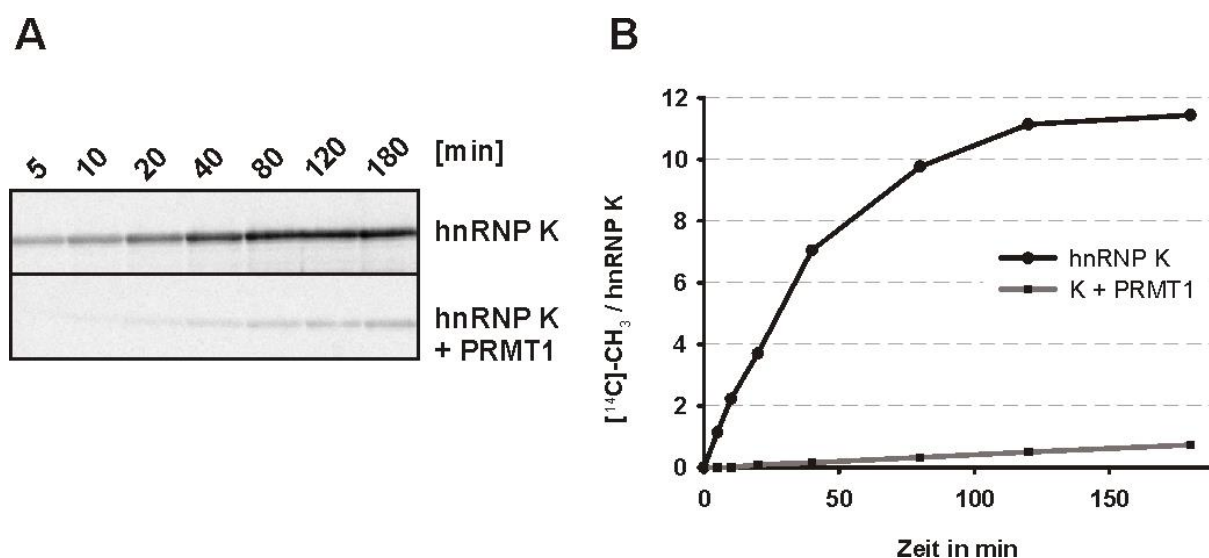 A
5 10 20 40 80 120 180 [min]
hnRNP K
hnRNP K
+ PRMT1
B
12
10
8
6
4
2
0
[¹⁴C]-CH₃ / hnRNP K
hnRNP K
K + PRMT1
0 50 100 150
Zeit in min